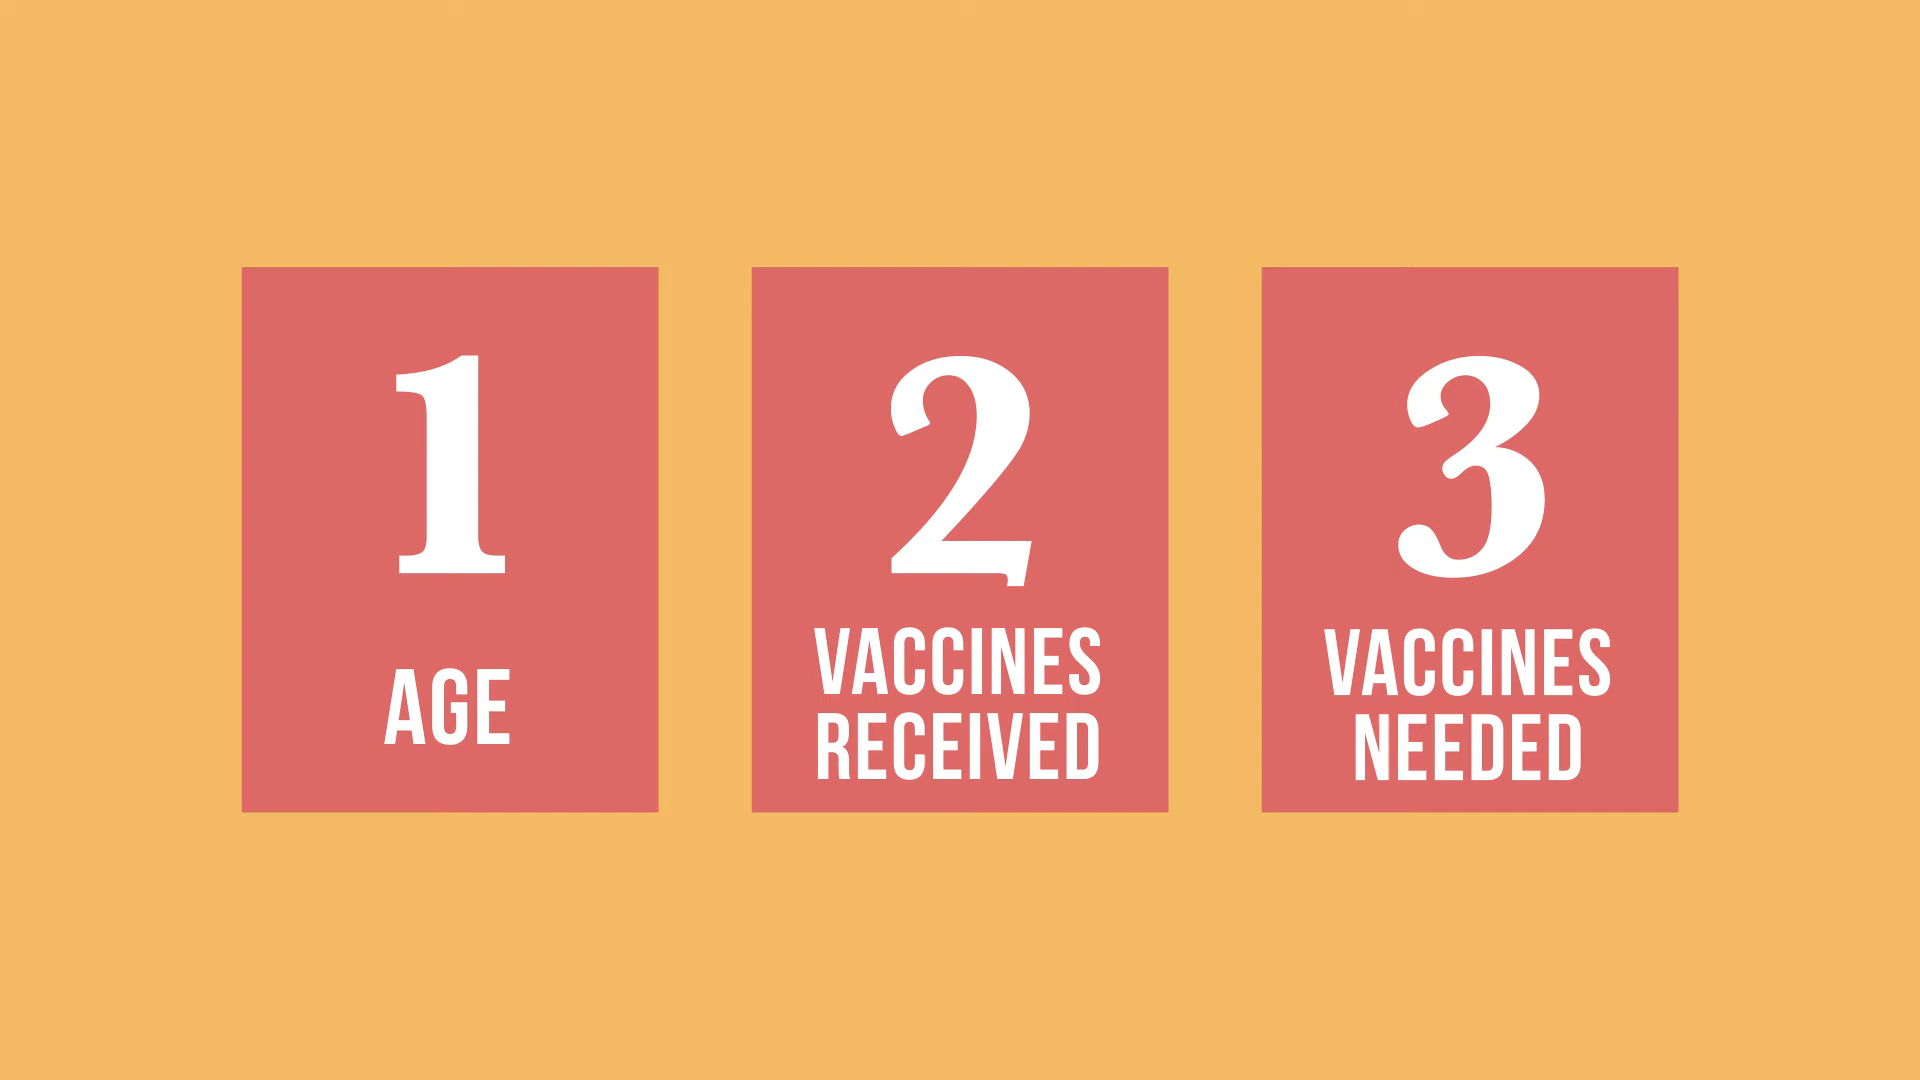 1
AGE
2
VACCINES
RECEIVED
3
VACCINES
NEEDED